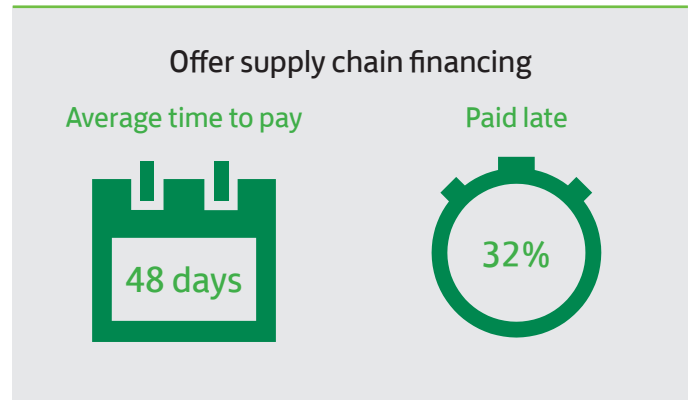 Offer supply chain financing
Average time to pay
Paid late
48 days
32%